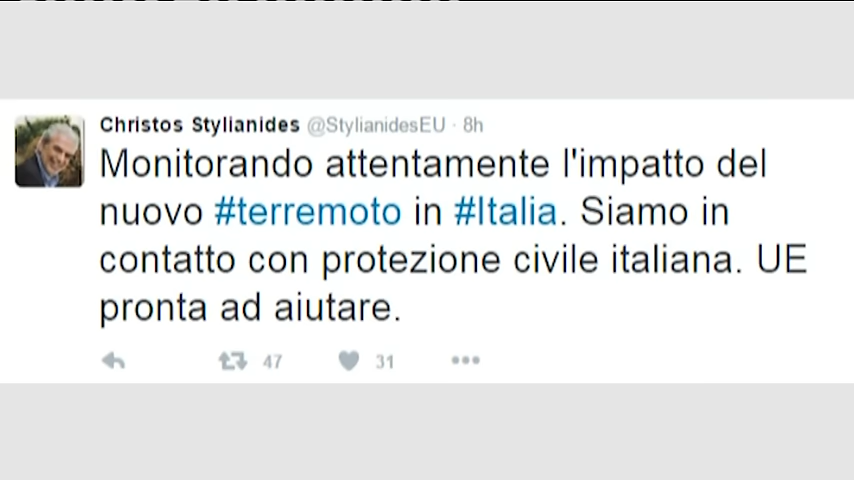 Christos Stylianides @StylianidesEU · 8h
Monitorando attentamente l'impatto del
nuovo #terremoto in #Italia. Siamo in
contatto con protezione civile italiana. UE
pronta ad aiutare.
47 31